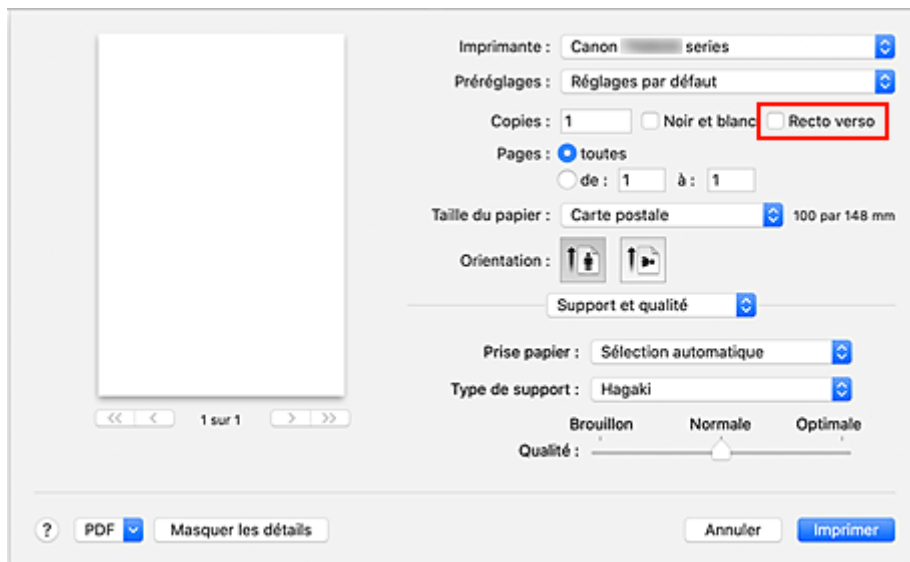 Imprimante : Canon series
Préréglages : Réglages par défaut
Copies : 1 Noir et blanc Recto verso
Pages : toutes
de : 1 à : 1
Taille du papier : Carte postale 100 par 148 mm
Orientation :
Support et qualité
Prise papier : Sélection automatique
Type de support : Hagaki
Brouillon Normale Optimale
Qualité :
<< < 1 sur 1 > >>
? PDF Masquer les détails Annuler Imprimer